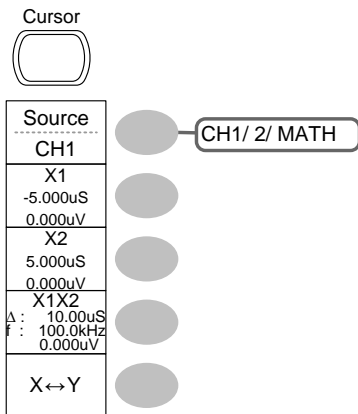 Cursor
Source
CH1
CH1/ 2/ MATH
X1
-5.000uS
0.000uV
X2
5.000uS
0.000uV
X1X2
Δ : 10.00uS
f : 100.0kHz
0.000uV
X↔Y